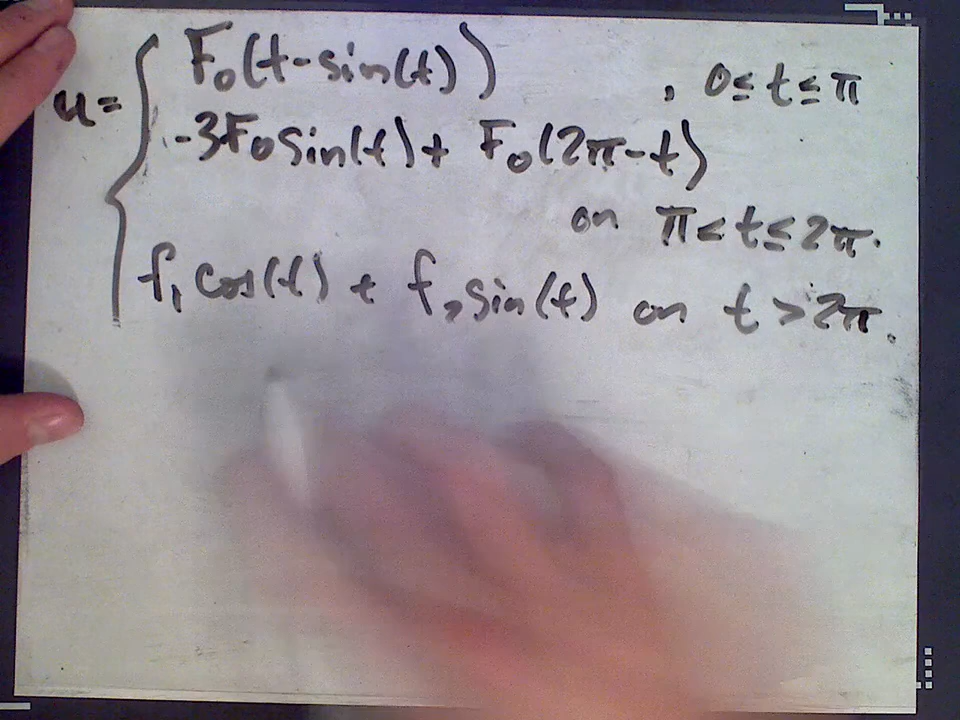 u = { F₀(t-sin(t)) , 0≤t≤π
-3F₀sin(t)+ F₀(2π-t)
on π<t≤2π.
f₁cos(t) + f₂sin(t) on t>2π.